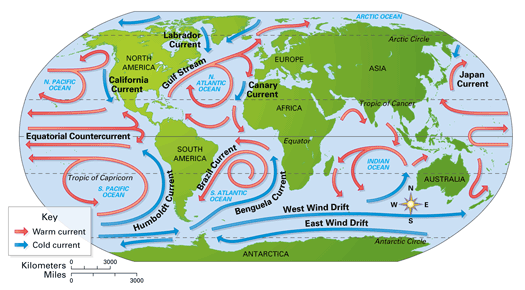 ARCTIC OCEAN
Labrador
Current
Arctic Circle
NORTH
AMERICA
Gulf Stream
EUROPE
ASIA
N. PACIFIC
OCEAN
California
Current
N.
ATLANTIC
OCEAN
Canary
Current
Japan
Current
AFRICA
Tropic of Cancer
Equatorial Countercurrent
SOUTH
AMERICA
Equator
Brazil Current
INDIAN
OCEAN
Tropic of Capricorn
S. PACIFIC
OCEAN
Humboldt Current
S. ATLANTIC
OCEAN
Benguela Current
AUSTRALIA
N
W E
S
West Wind Drift
East Wind Drift
Key
Warm current
Cold current
ANTARCTICA
Antarctic Circle
Kilometers 0 3000
Miles 0 3000